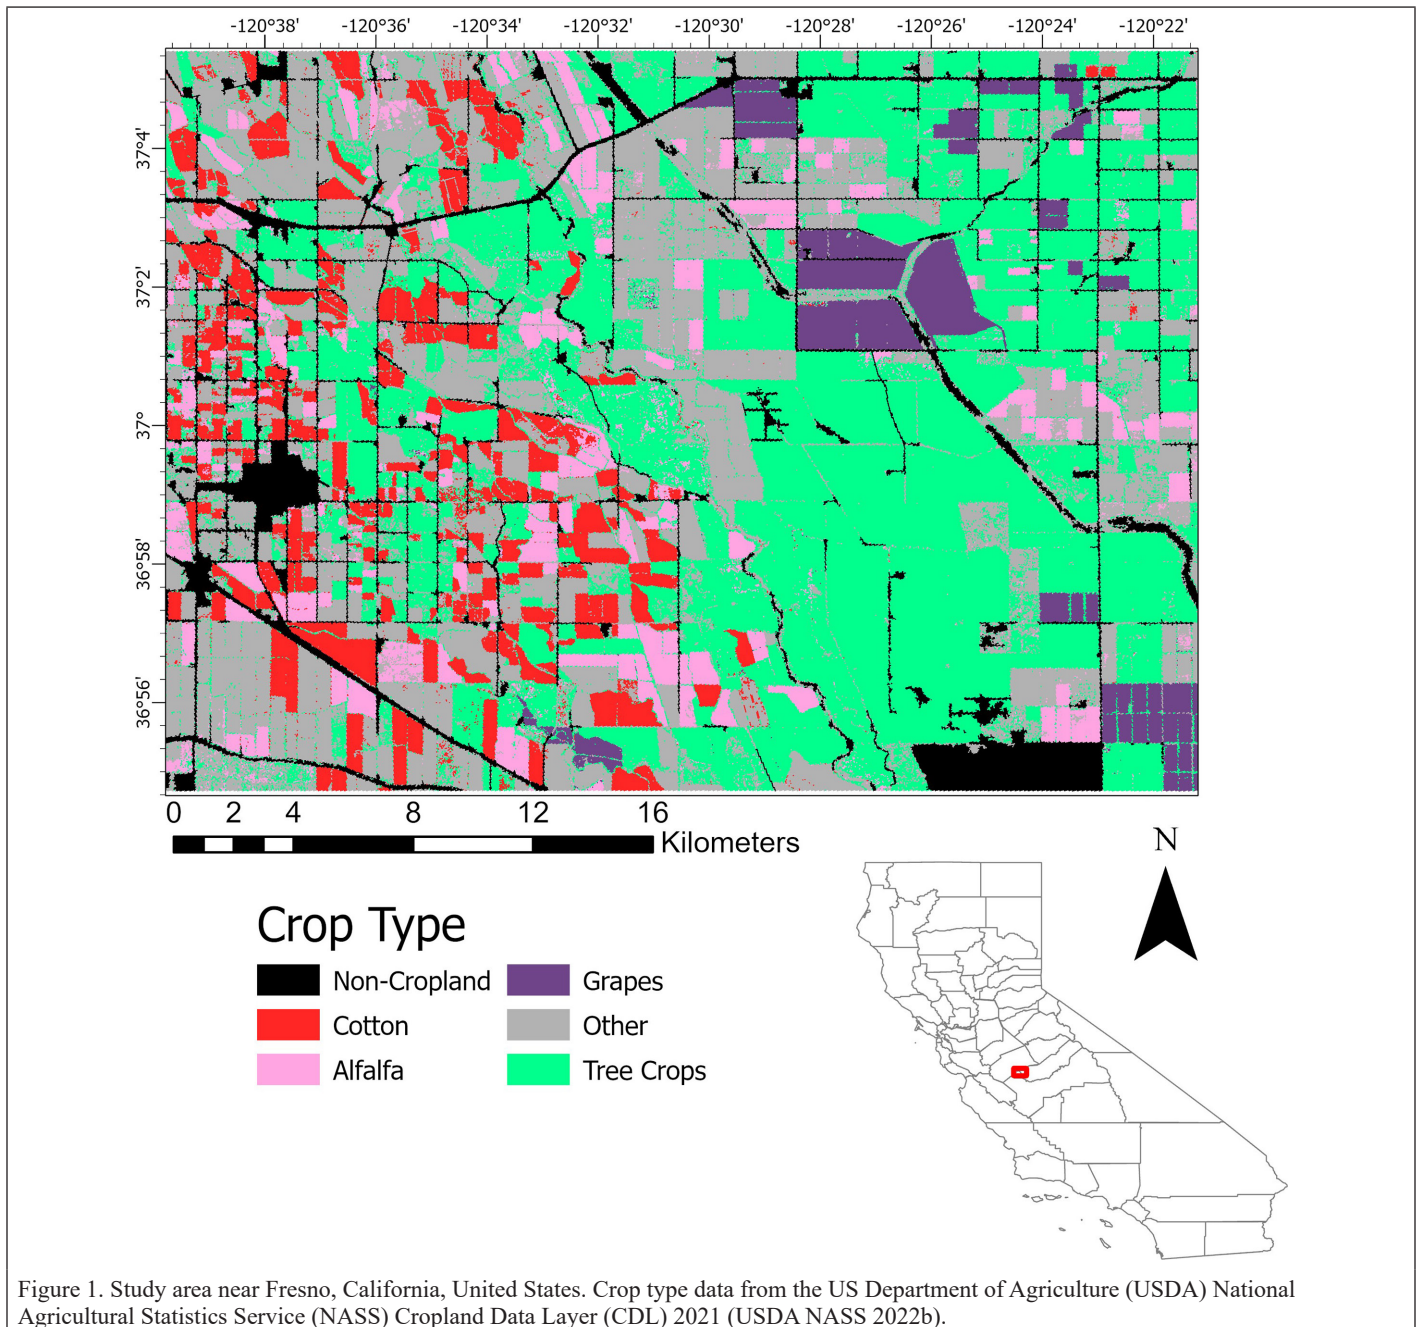 -120°38' -120°36' -120°34' -120°32' -120°30' -120°28' -120°26' -120°24' -120°22'
37°4'
37°2'
37°
36°58'
36°56'
0 2 4 8 12 16
Kilometers
N
Crop Type
Non-Cropland Grapes
Cotton Other
Alfalfa Tree Crops
Figure 1. Study area near Fresno, California, United States. Crop type data from the US Department of Agriculture (USDA) National
Agricultural Statistics Service (NASS) Cropland Data Layer (CDL) 2021 (USDA NASS 2022b).